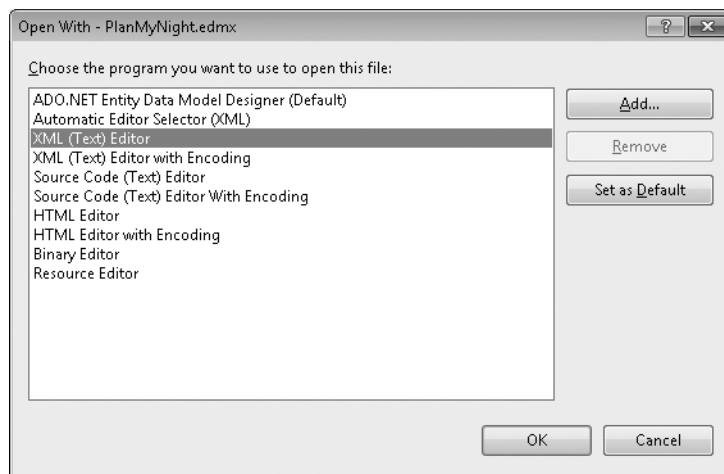 Open With - PlanMyNight.edmx
Choose the program you want to use to open this file:
ADO.NET Entity Data Model Designer (Default)
Automatic Editor Selector (XML)
XML (Text) Editor
XML (Text) Editor with Encoding
Source Code (Text) Editor
Source Code (Text) Editor With Encoding
HTML Editor
HTML Editor with Encoding
Binary Editor
Resource Editor
Add...
Remove
Set as Default
OK
Cancel